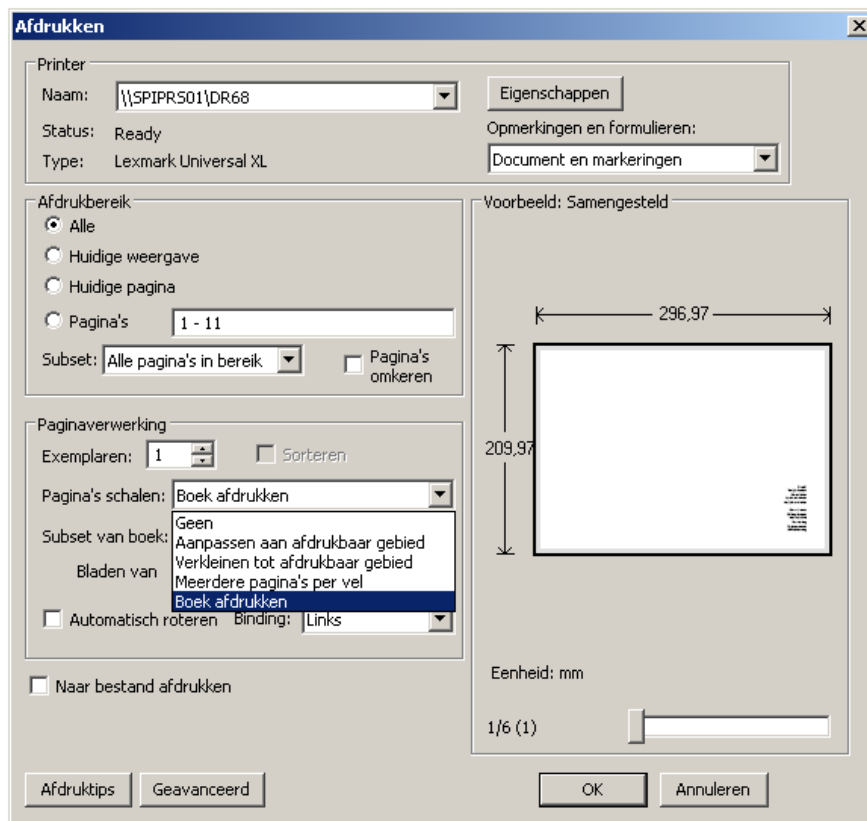 Afdrukken
Printer
Naam: \\SPIPRS01\DR68
Eigenschappen
Status: Ready
Opmerkingen en formulieren:
Type: Lexmark Universal XL
Document en markeringen
Afdrukbereik
Alle
Huidige weergave
Huidige pagina
Pagina's 1 - 11
Subset: Alle pagina's in bereik
Pagina's
omkeren
Paginaverwerking
Exemplaren: 1 Sorteren
Pagina's schalen: Boek afdrukken
Geen
Aanpassen aan afdrukbaar gebied
Verkleinen tot afdrukbaar gebied
Meerdere pagina's per vel
Boek afdrukken
Subset van boek:
Bladen van
Automatisch roteren Binding: Links
Naar bestand afdrukken
Voorbeeld: Samengesteld
296,97
209,97
Eenheid: mm
1/6 (1)
Afdruktips Geavanceerd OK Annuleren